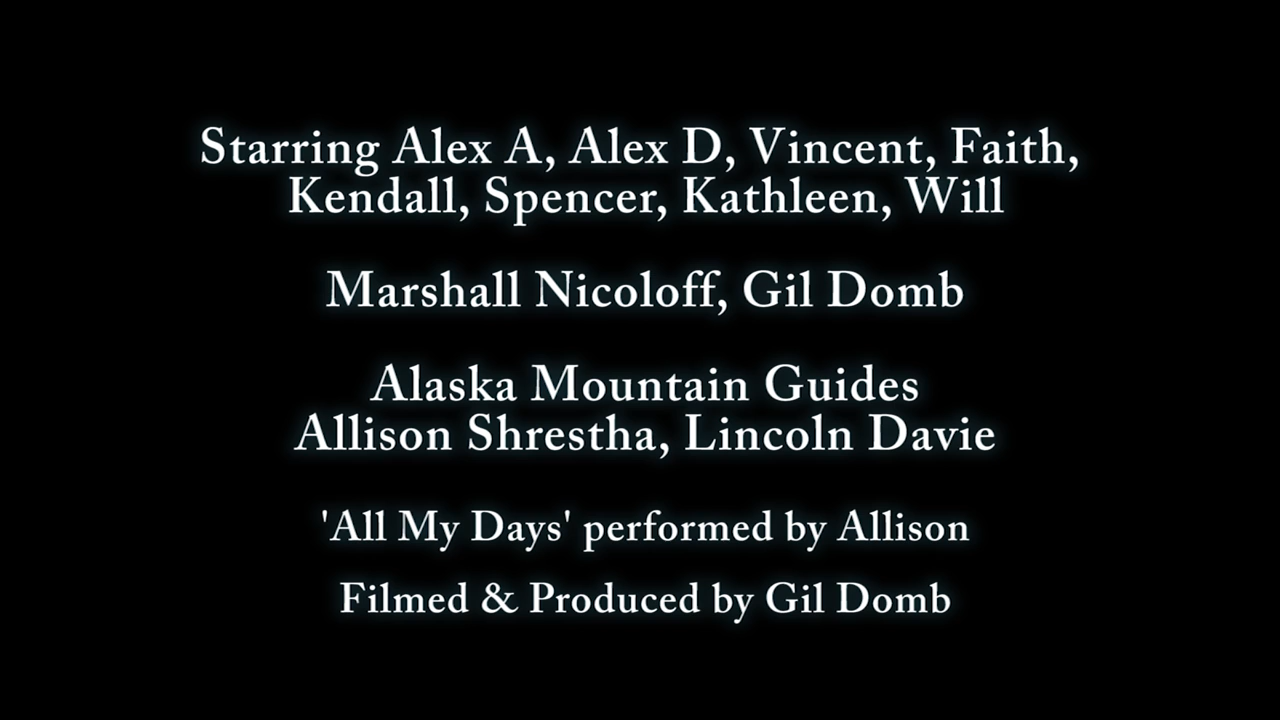 Starring Alex A, Alex D, Vincent, Faith,
Kendall, Spencer, Kathleen, Will
Marshall Nicoloff, Gil Domb
Alaska Mountain Guides
Allison Shrestha, Lincoln Davie
'All My Days' performed by Allison
Filmed & Produced by Gil Domb